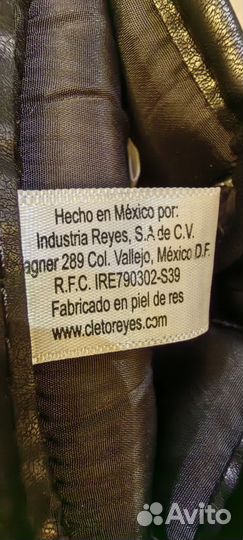 Hecho en México por:
Industria Reyes, S.A de C.V.
agner 289 Col. Vallejo, México D.F.
R.F.C. IRE790302-S39
Fabricado en piel de res
www.cletoreyes.com
Avito